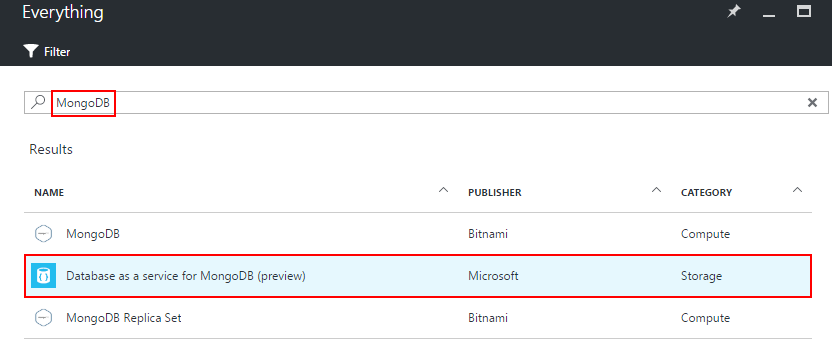 Everything
Filter
MongoDB
Results
NAME PUBLISHER CATEGORY
MongoDB Bitnami Compute
Database as a service for MongoDB (preview) Microsoft Storage
MongoDB Replica Set Bitnami Compute